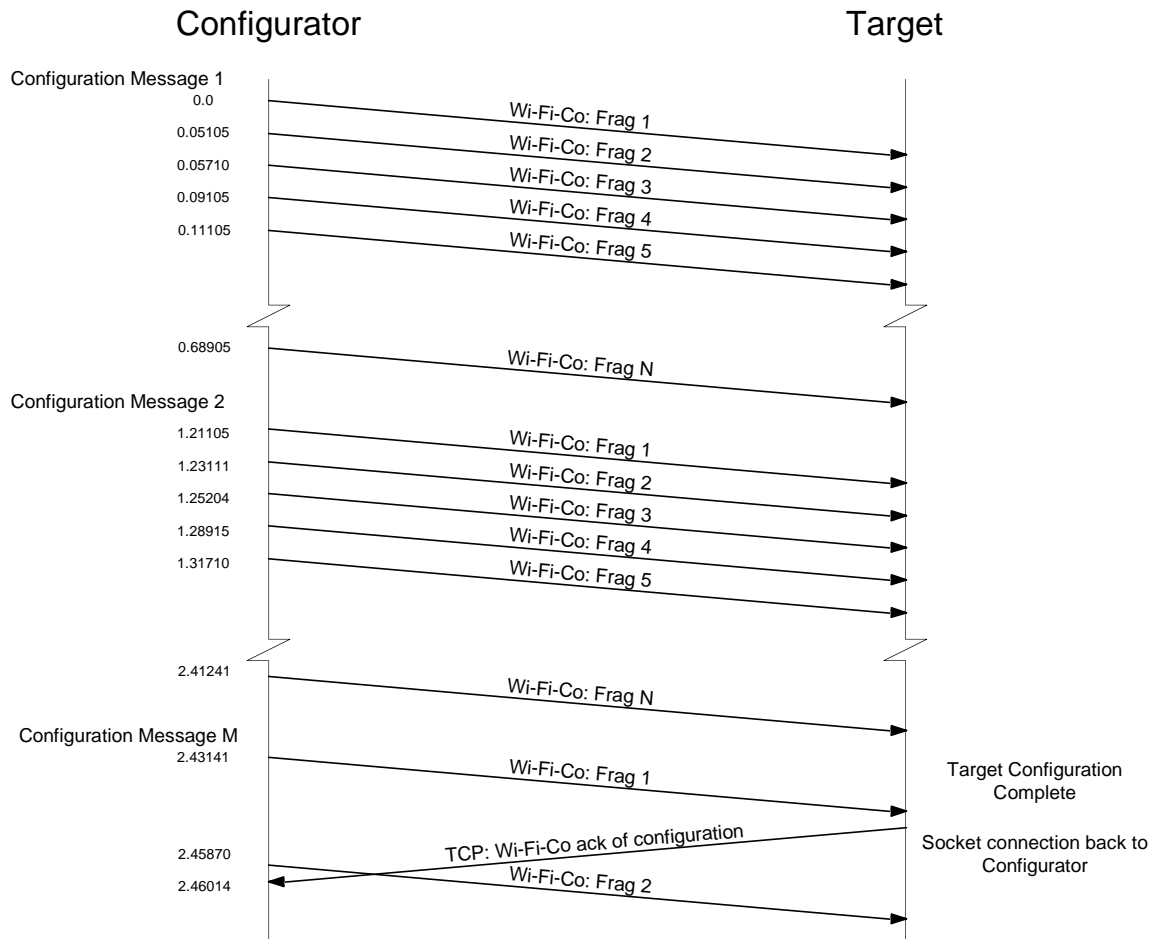 Configurator
Target
Configuration Message 1
0.0
Wi-Fi-Co: Frag 1
0.05105
Wi-Fi-Co: Frag 2
0.05710
Wi-Fi-Co: Frag 3
0.09105
Wi-Fi-Co: Frag 4
0.11105
Wi-Fi-Co: Frag 5
0.68905
Wi-Fi-Co: Frag N
Configuration Message 2
1.21105
Wi-Fi-Co: Frag 1
1.23111
Wi-Fi-Co: Frag 2
1.25204
Wi-Fi-Co: Frag 3
1.28915
Wi-Fi-Co: Frag 4
1.31710
Wi-Fi-Co: Frag 5
2.41241
Wi-Fi-Co: Frag N
Configuration Message M
2.43141
Wi-Fi-Co: Frag 1
Target Configuration
Complete
TCP: Wi-Fi-Co ack of configuration
Socket connection back to
Configurator
2.45870
Wi-Fi-Co: Frag 2
2.46014